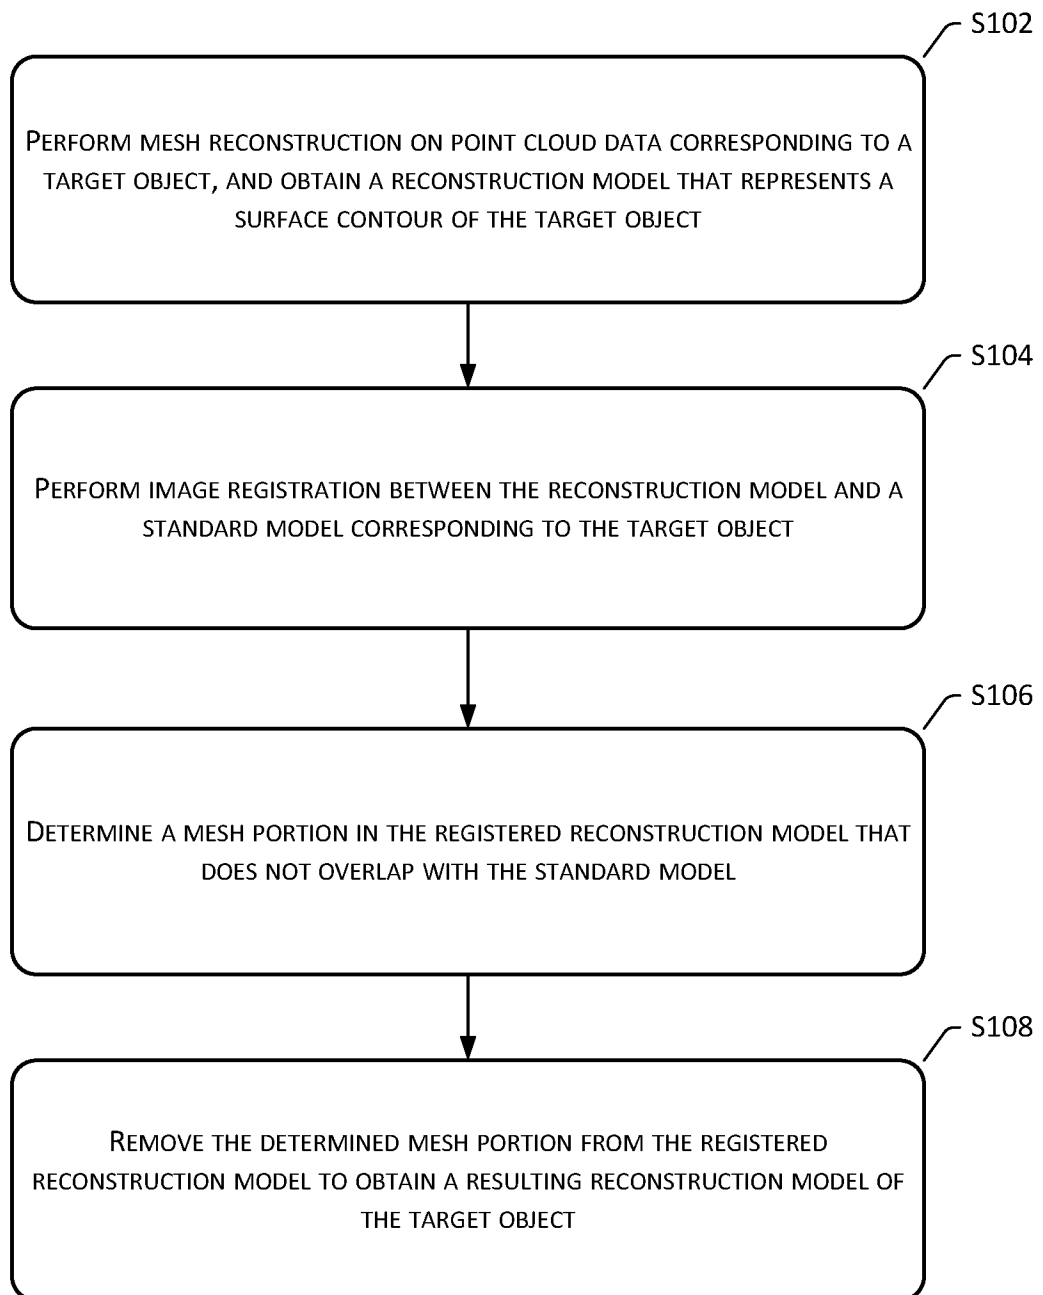 S102
PERFORM MESH RECONSTRUCTION ON POINT CLOUD DATA CORRESPONDING TO A
TARGET OBJECT, AND OBTAIN A RECONSTRUCTION MODEL THAT REPRESENTS A
SURFACE CONTOUR OF THE TARGET OBJECT
S104
PERFORM IMAGE REGISTRATION BETWEEN THE RECONSTRUCTION MODEL AND A
STANDARD MODEL CORRESPONDING TO THE TARGET OBJECT
S106
DETERMINE A MESH PORTION IN THE REGISTERED RECONSTRUCTION MODEL THAT
DOES NOT OVERLAP WITH THE STANDARD MODEL
S108
REMOVE THE DETERMINED MESH PORTION FROM THE REGISTERED
RECONSTRUCTION MODEL TO OBTAIN A RESULTING RECONSTRUCTION MODEL OF
THE TARGET OBJECT